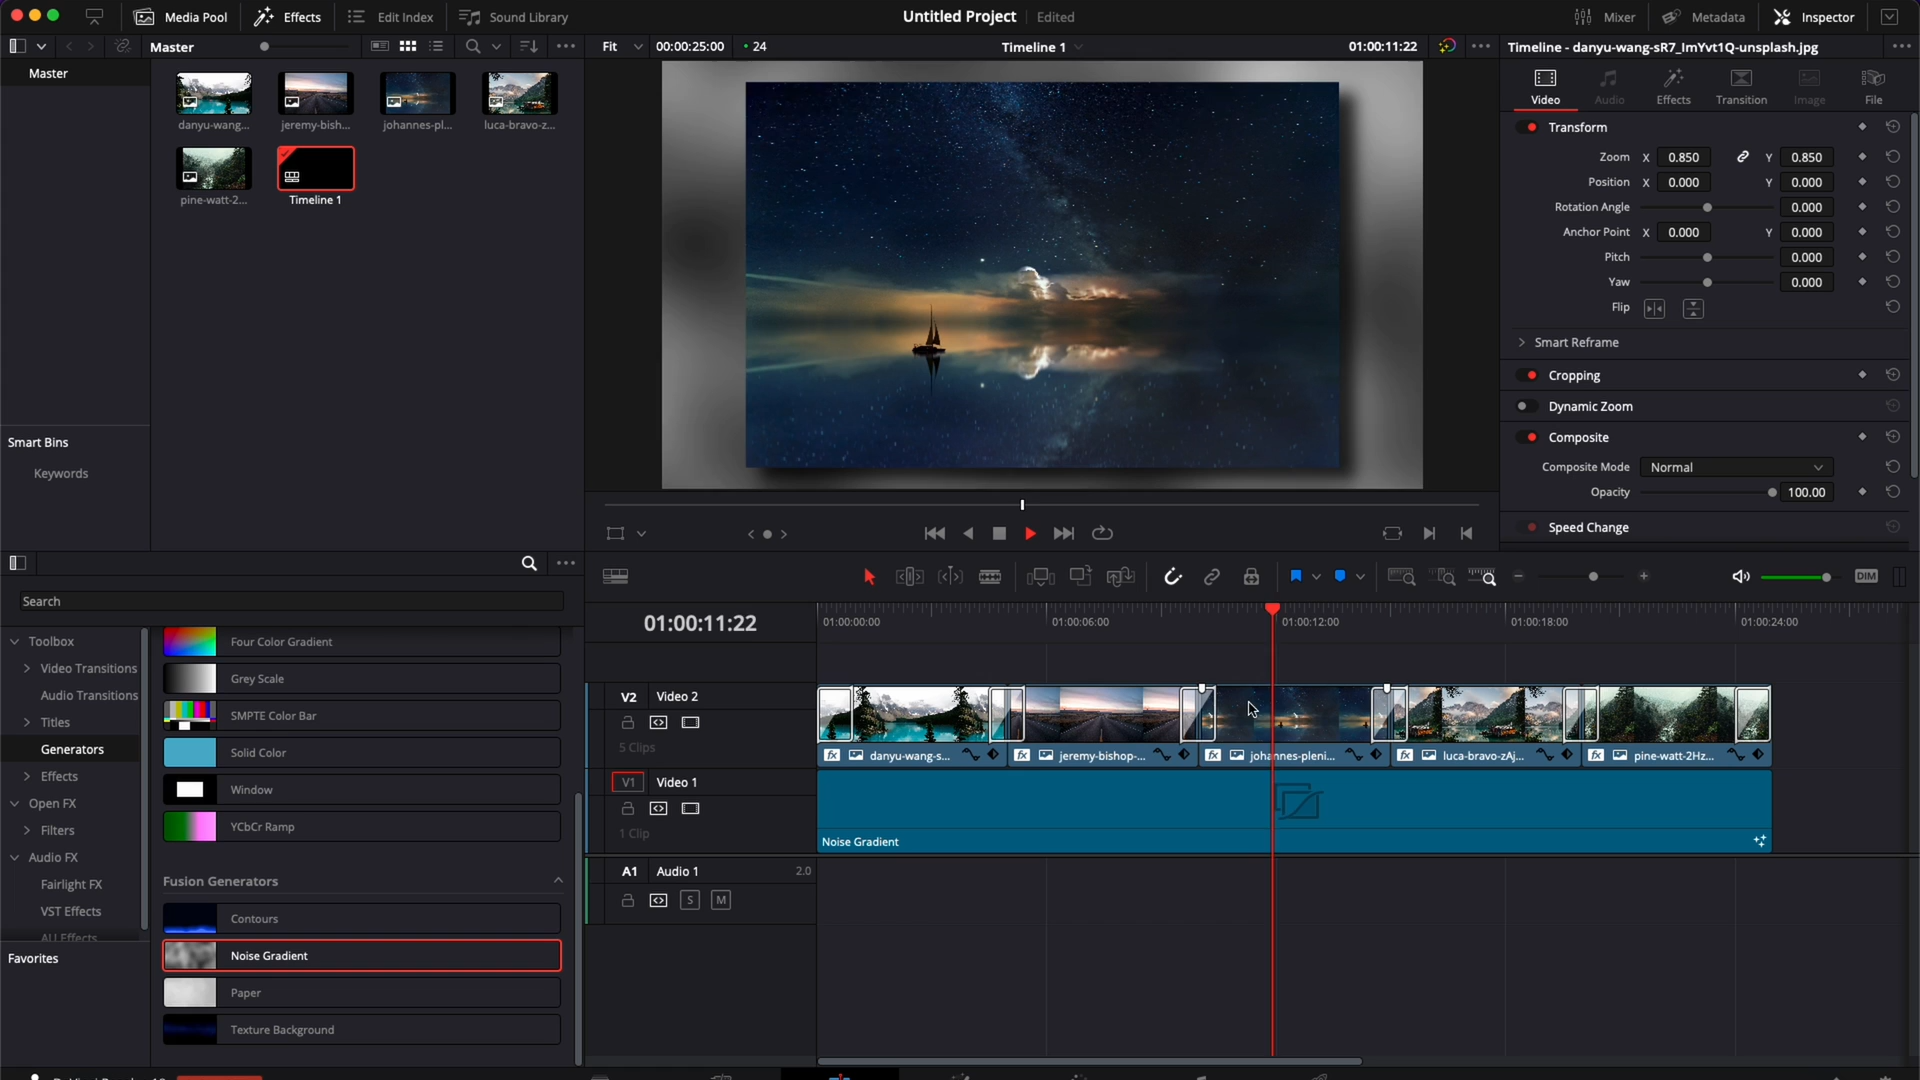 Media Pool
Effects
Edit Index
Sound Library
Untitled Project
Edited
Mixer
Metadata
Inspector
Master
Fit
00:00:25:00
24
Timeline 1
01:00:11:22
Timeline - danyu-wang-sR7_ImYvt1Q-unsplash.jpg
Master
danyu-wang...
jeremy-bish...
johannes-pl...
luca-bravo-z...
pine-watt-2...
Timeline 1
Smart Bins
Keywords
Video
Audio
Effects
Transition
Image
File
Transform
Zoom X 0.850 Y 0.850
Position X 0.000 Y 0.000
Rotation Angle 0.000
Anchor Point X 0.000 Y 0.000
Pitch 0.000
Yaw 0.000
Flip
Smart Reframe
Cropping
Dynamic Zoom
Composite
Composite Mode Normal
Opacity 100.00
Speed Change
Search
Toolbox
Video Transitions
Audio Transitions
Titles
Generators
Effects
Open FX
Filters
Audio FX
Fairlight FX
VST Effects
AU Effects
Favorites
Four Color Gradient
Grey Scale
SMPTE Color Bar
Solid Color
Window
YCbCr Ramp
Fusion Generators
Contours
Noise Gradient
Paper
Texture Background
DIM
01:00:11:22
01:00:00:00
01:00:06:00
01:00:12:00
01:00:18:00
01:00:24:00
V2 Video 2
5 Clips
fx danyu-wang-s...
fx jeremy-bishop-...
fx johannes-pleni...
fx luca-bravo-zAj...
fx pine-watt-2Hz...
V1 Video 1
1 Clip
Noise Gradient
A1 Audio 1 2.0
S M